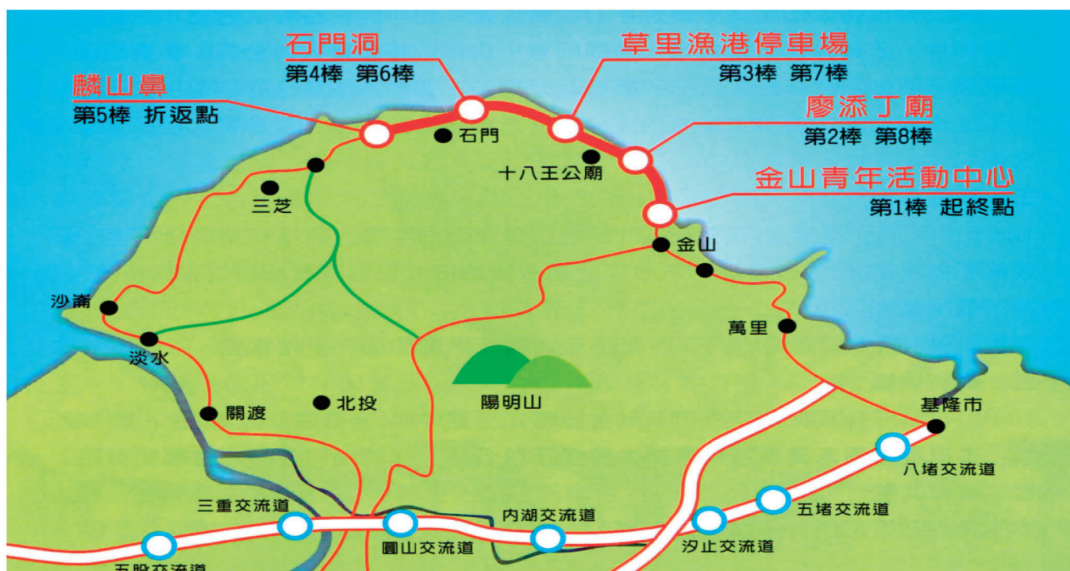 石門洞
第4棒 第6棒
草里漁港停車場
第3棒 第7棒
麟山鼻
第5棒 折返點
廖添丁廟
第2棒 第8棒
石門
十八王公廟
金山青年活動中心
第1棒 起終點
三芝
金山
沙崙
萬里
淡水
陽明山
北投
關渡
基隆市
八堵交流道
三重交流道
五堵交流道
內湖交流道
圓山交流道
汐止交流道
五股交流道